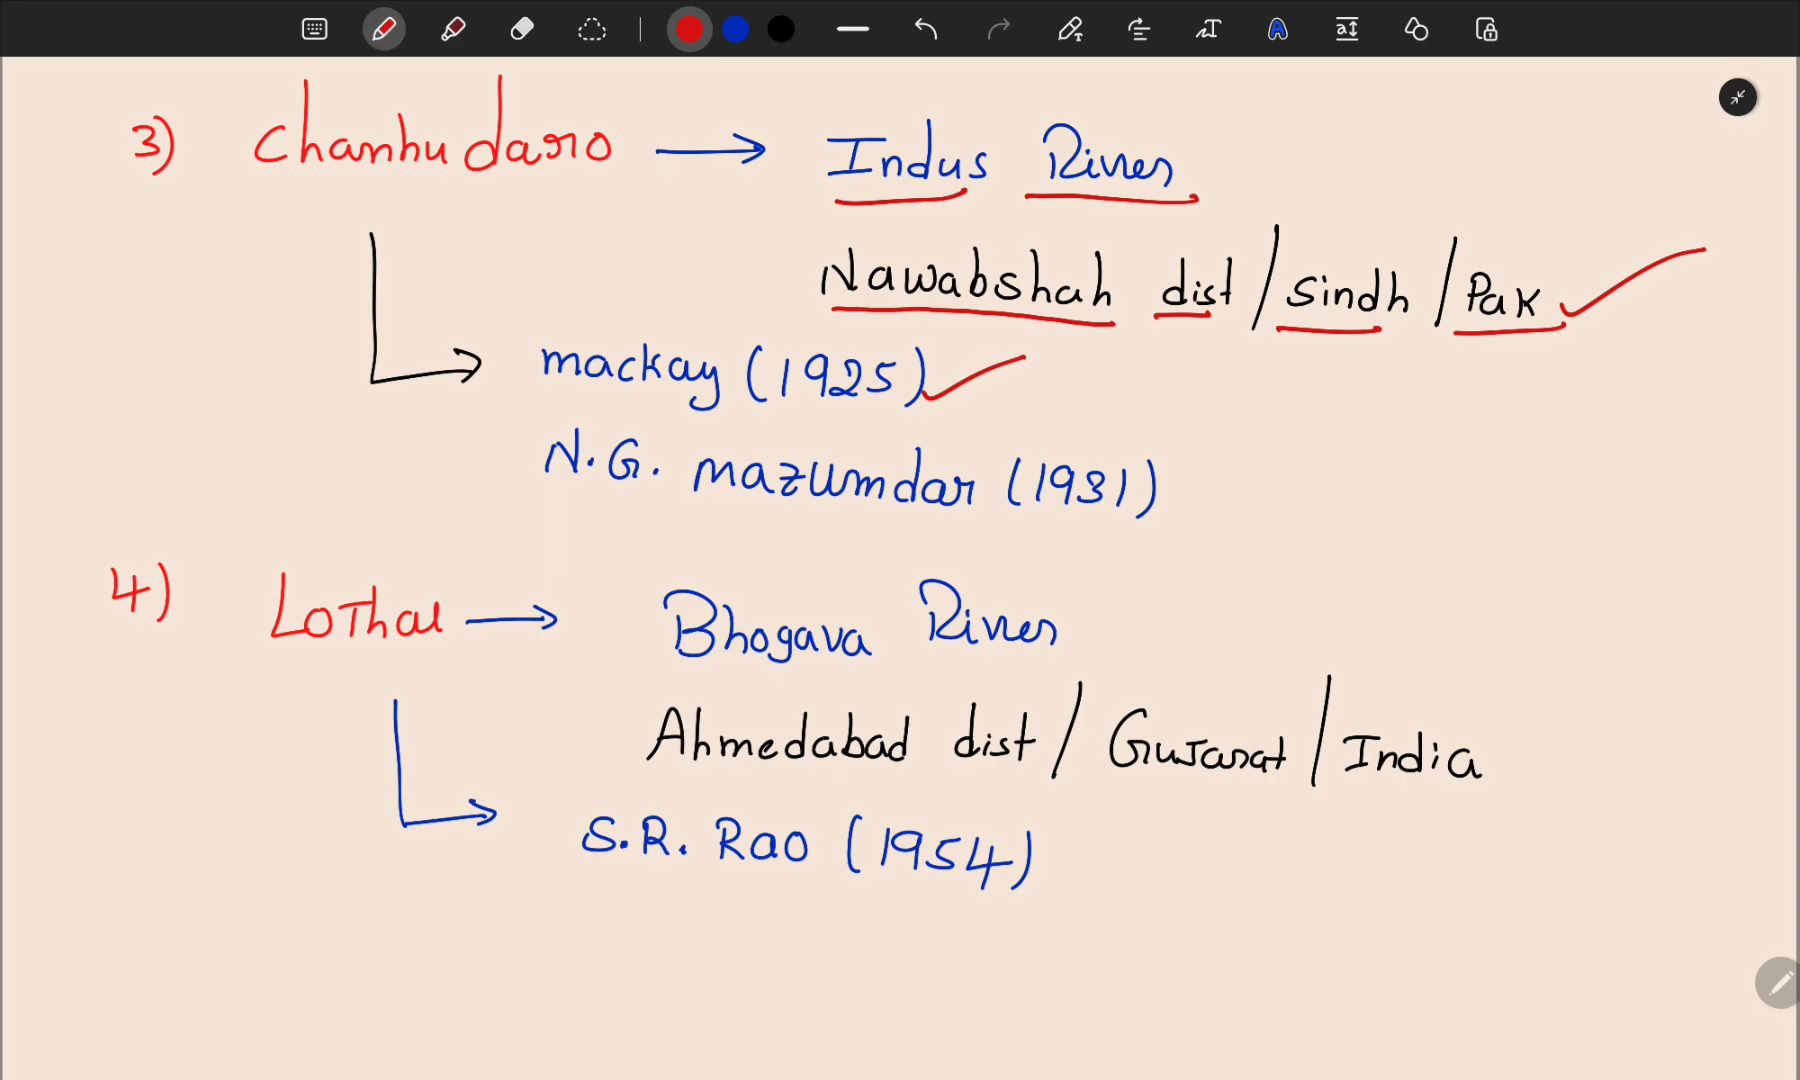 3) Chanhudaro → Indus River
Nawabshah dist / Sindh / Pak
mackay (1925)
N.G. mazumdar (1931)
4) Lothal → Bhogava River
Ahmedabad dist / Gujarat / India
S.R. Rao (1954)